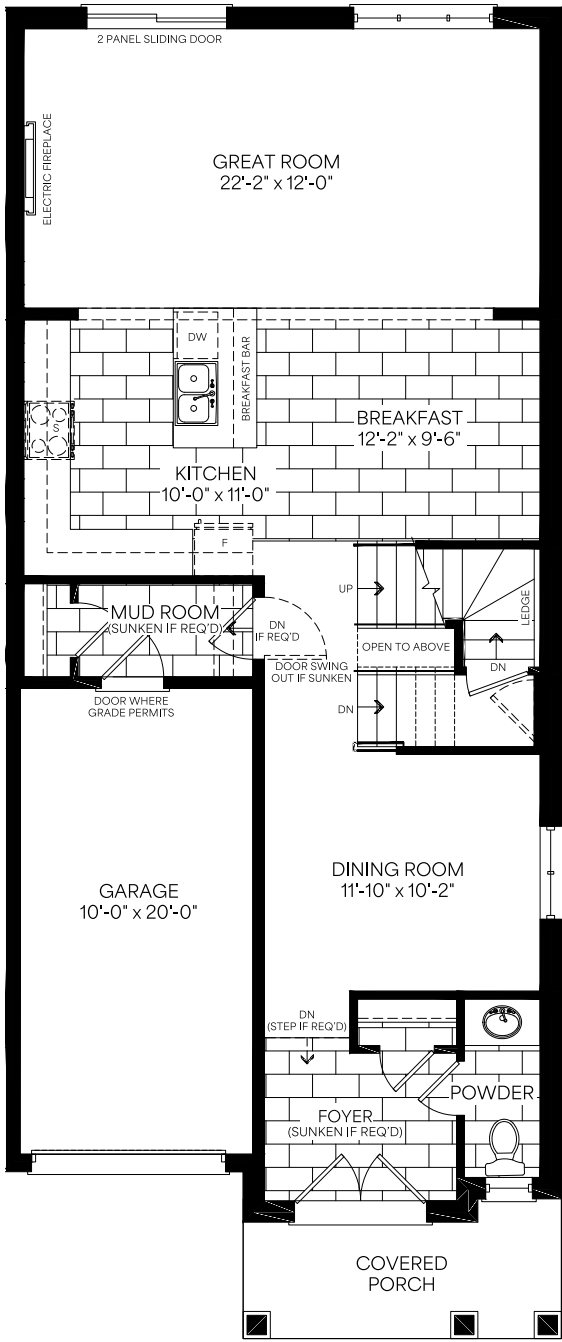 2 PANEL SLIDING DOOR
ELECTRIC FIREPLACE
GREAT ROOM
22'-2" x 12'-0"
DW
BREAKFAST BAR
S
BREAKFAST
12'-2" x 9'-6"
KITCHEN
10'-0" x 11'-0"
F
UP
LEDGE
MUD ROOM
(SUNKEN IF REQ'D)
DN
IF REQ'D
OPEN TO ABOVE
DN
DOOR SWING
OUT IF SUNKEN
DOOR WHERE
GRADE PERMITS
DN
DINING ROOM
11'-10" x 10'-2"
GARAGE
10'-0" x 20'-0"
DN
(STEP IF REQ'D)
POWDER
FOYER
(SUNKEN IF REQ'D)
COVERED
PORCH